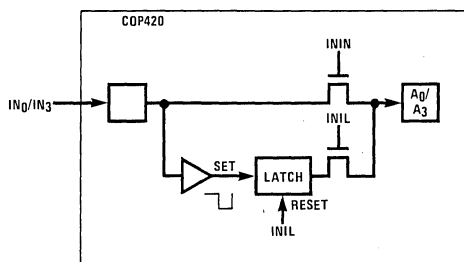 COP420
ININ
IN0/IN3
A0/
A3
INIL
SET
LATCH
RESET
INIL